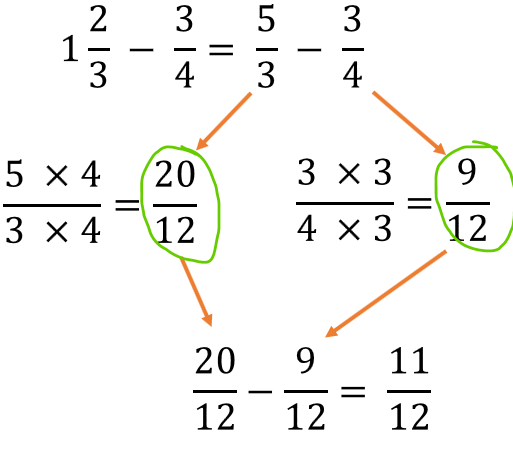 1 2/3 − 3/4 = 5/3 − 3/4
5 × 4 / 3 × 4 = 20/12
3 × 3 / 4 × 3 = 9/12
20/12 − 9/12 = 11/12